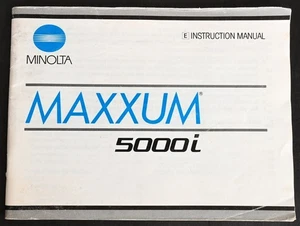 E INSTRUCTION MANUAL
MINOLTA
MAXXUM®
5000i